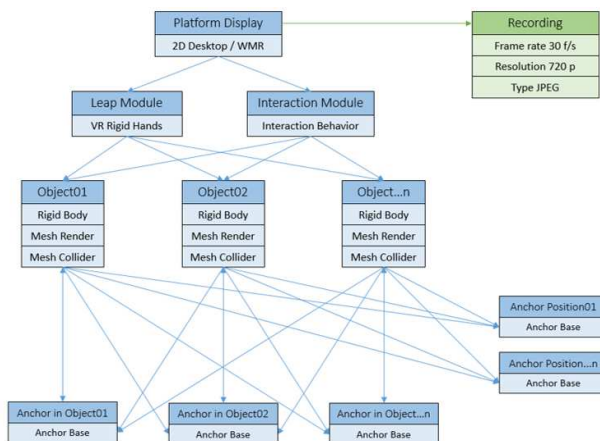 Platform Display
2D Desktop / WMR
Recording
Frame rate 30 f/s
Resolution 720 p
Type JPEG
Leap Module
VR Rigid Hands
Interaction Module
Interaction Behavior
Object01
Rigid Body
Mesh Render
Mesh Collider
Object02
Rigid Body
Mesh Render
Mesh Collider
Object...n
Rigid Body
Mesh Render
Mesh Collider
Anchor Position01
Anchor Base
Anchor Position...n
Anchor Base
Anchor in Object01
Anchor Base
Anchor in Object02
Anchor Base
Anchor in Object...n
Anchor Base